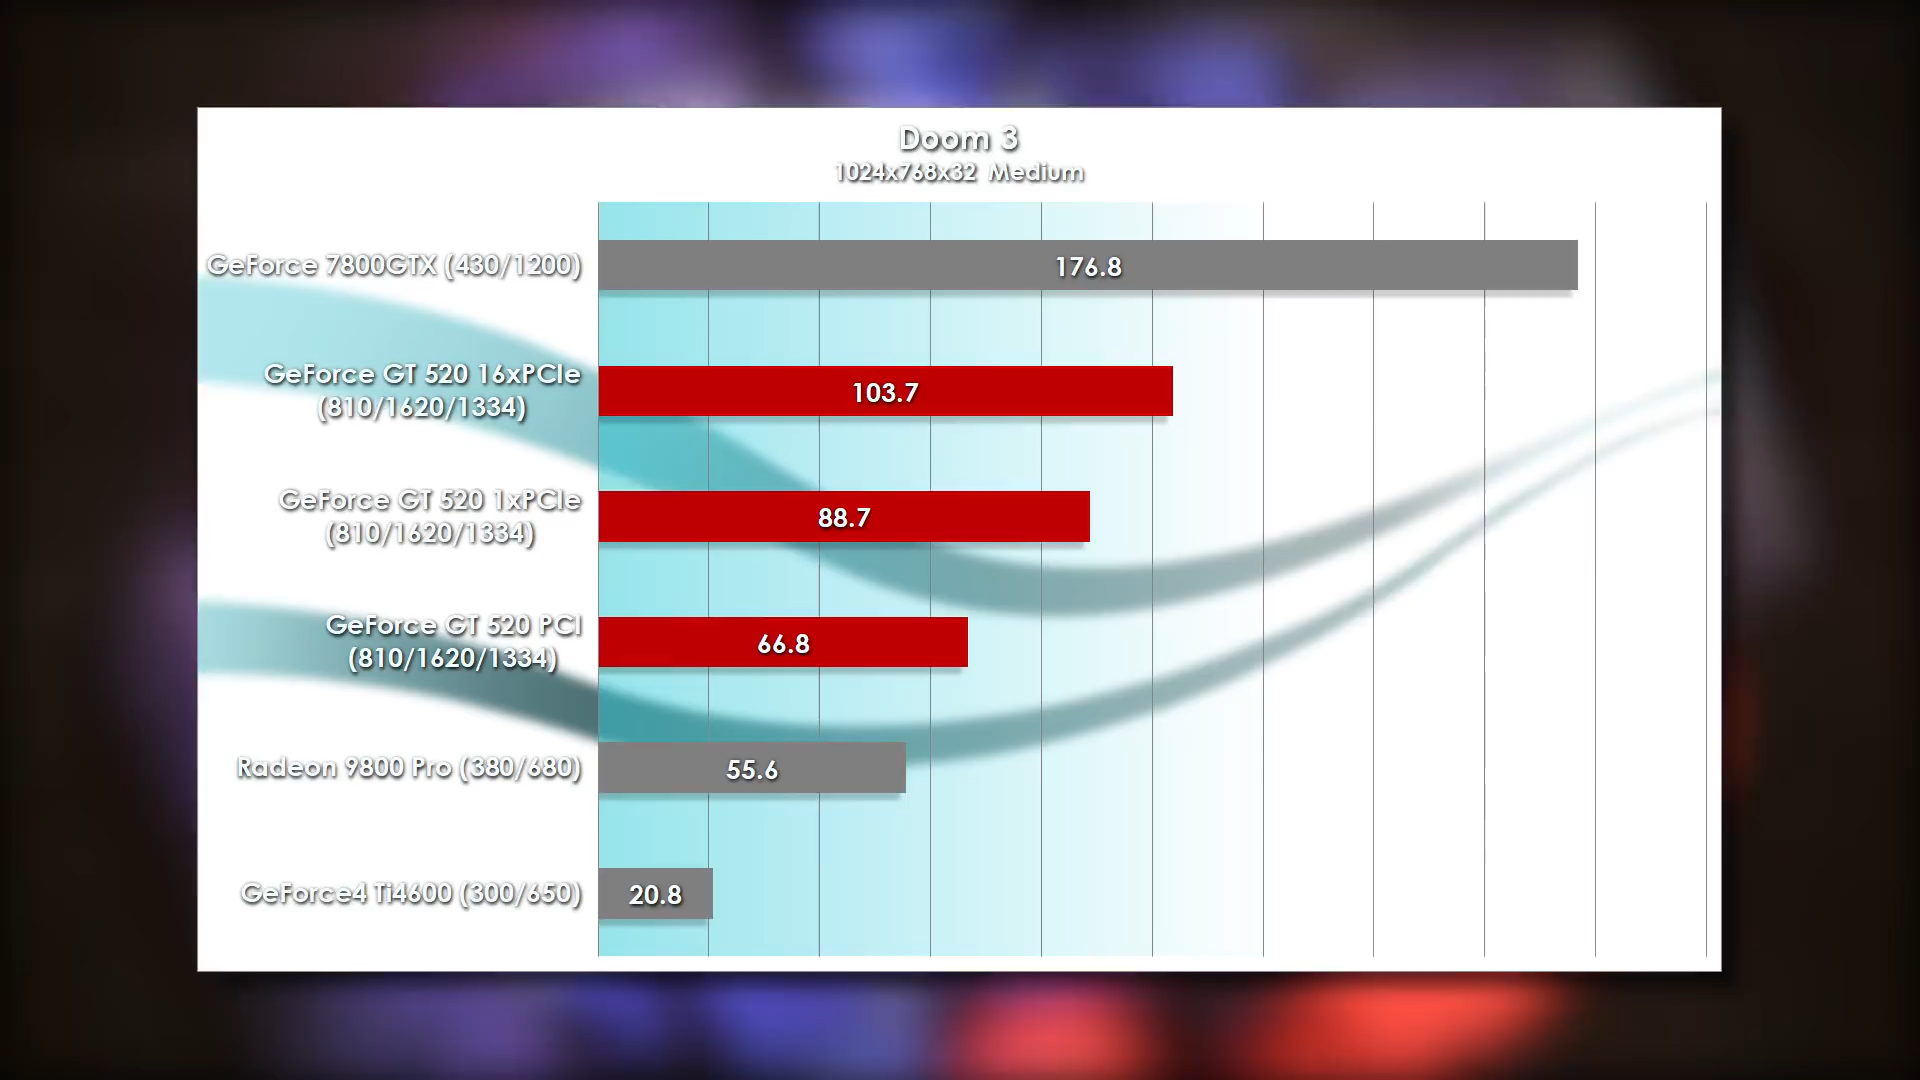 Doom 3
1024x768x32 Medium
GeForce 7800GTX (430/1200)
176.8
GeForce GT 520 16xPCIe
(810/1620/1334)
103.7
GeForce GT 520 1xPCIe
(810/1620/1334)
88.7
GeForce GT 520 PCI
(810/1620/1334)
66.8
Radeon 9800 Pro (380/680)
55.6
GeForce4 Ti4600 (300/650)
20.8